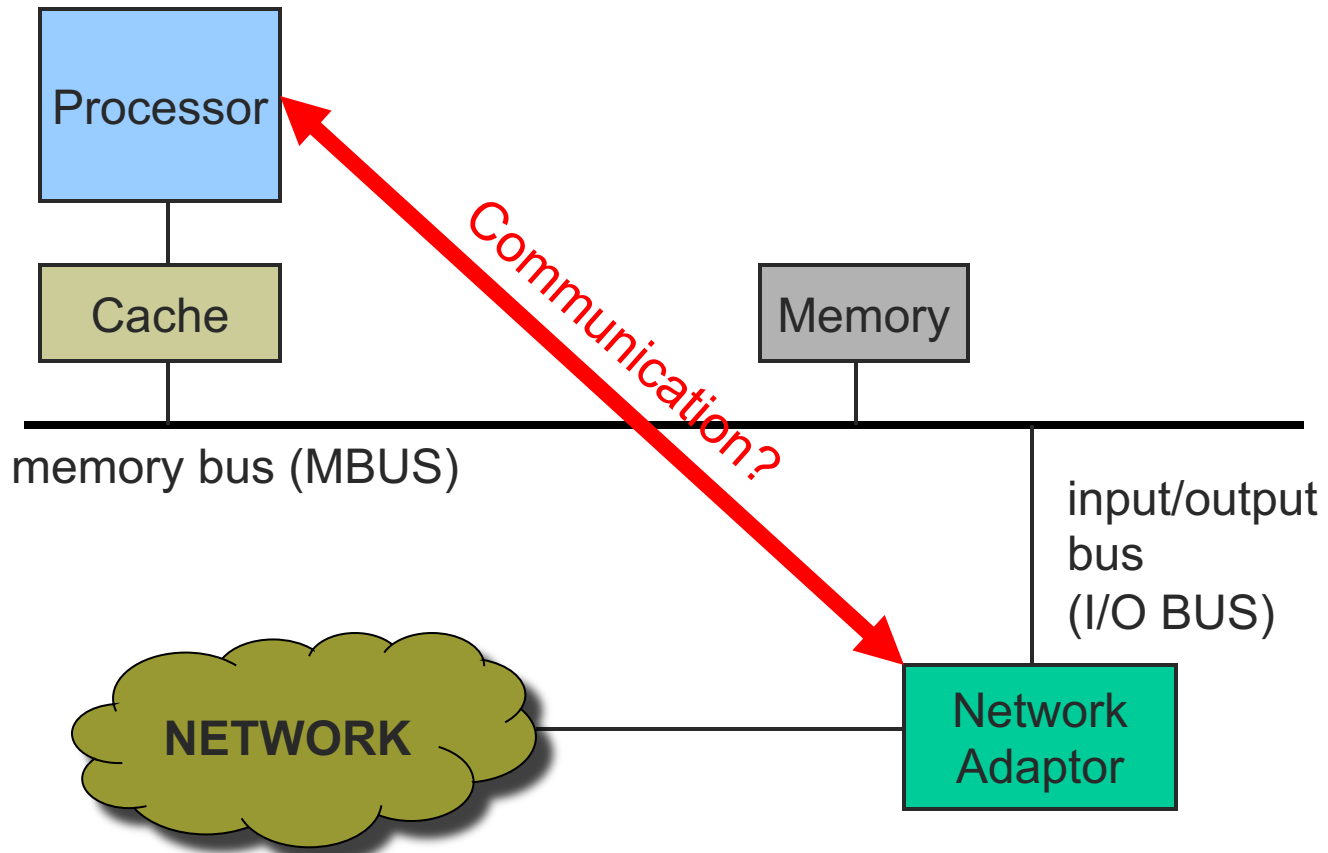 Processor
Cache
Communication?
Memory
memory bus (MBUS)
input/output
bus
(I/O BUS)
NETWORK
Network
Adaptor